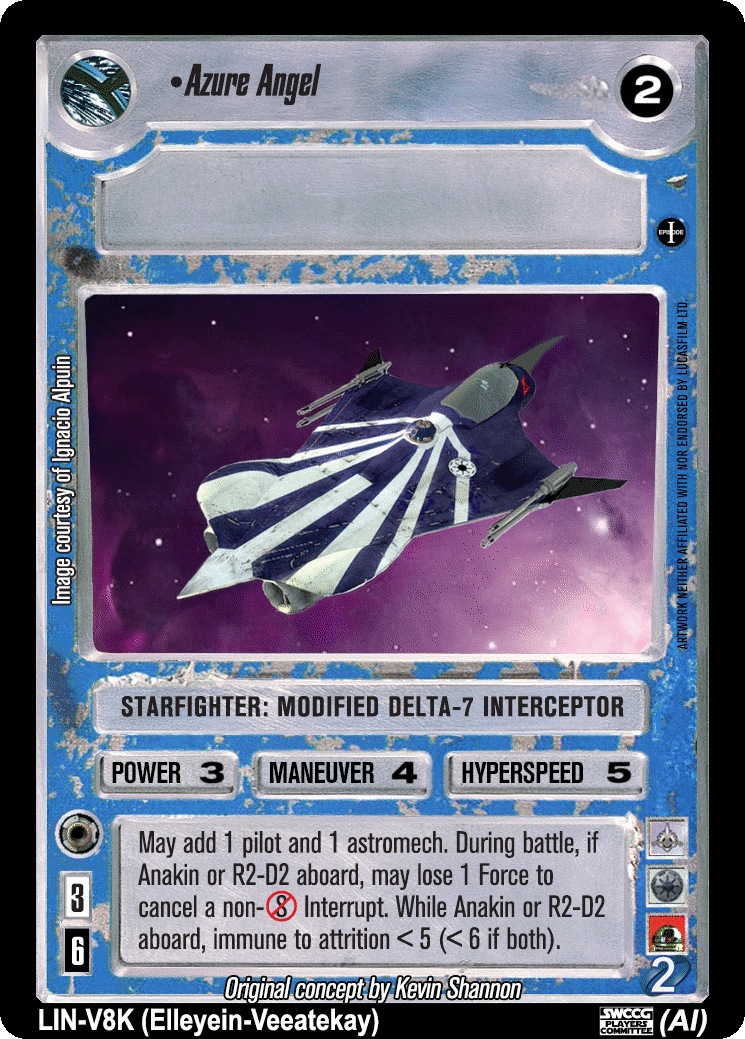 •Azure Angel
2
EPISODE I
Image courtesy of Ignacio Alpuin
ARTWORK NEITHER AFFILIATED WITH NOR ENDORSED BY LUCASFILM LTD.
STARFIGHTER: MODIFIED DELTA-7 INTERCEPTOR
POWER 3 MANEUVER 4 HYPERSPEED 5
May add 1 pilot and 1 astromech. During battle, if
Anakin or R2-D2 aboard, may lose 1 Force to
cancel a non- Interrupt. While Anakin or R2-D2
aboard, immune to attrition < 5 (< 6 if both).
3
6
2
Original concept by Kevin Shannon
LIN-V8K (Elleyein-Veeatekay)
SWCCG
PLAYERS
COMMITTEE
(AI)